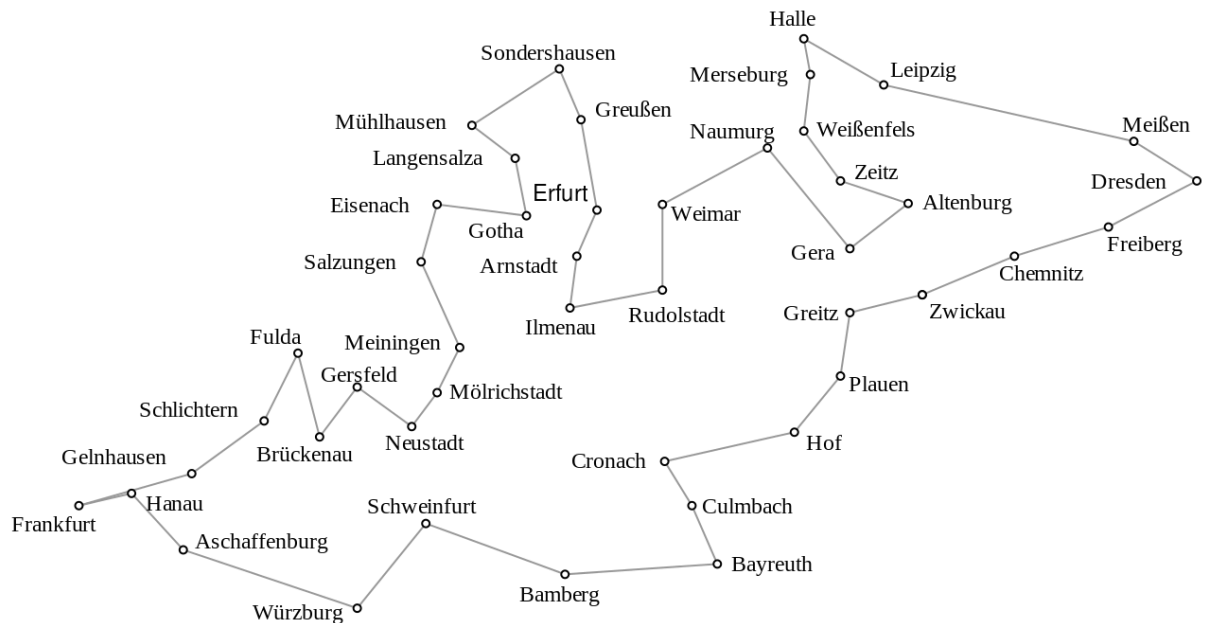 Halle
Sondershausen
Merseburg
Leipzig
Greußen
Mühlhausen
Naumurg
Weißenfels
Meißen
Langensalza
Zeitz
Dresden
Erfurt
Eisenach
Weimar
Altenburg
Gotha
Gera
Freiberg
Salzungen
Arnstadt
Chemnitz
Ilmenau
Rudolstadt
Greitz
Zwickau
Fulda
Meiningen
Gersfeld
Plauen
Mölrichstadt
Schlichtern
Neustadt
Hof
Brückenau
Gelnhausen
Cronach
Hanau
Schweinfurt
Culmbach
Frankfurt
Aschaffenburg
Bayreuth
Bamberg
Würzburg